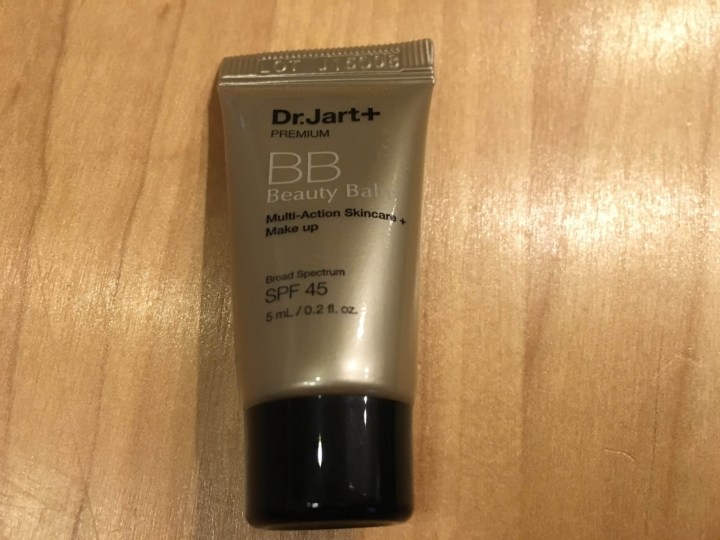 Dr.Jart+
PREMIUM
BB
Beauty
Multi-Action Skincare +
Make up
Broad Spectrum
SPF 45
5 mL / 0.2 fl. oz.